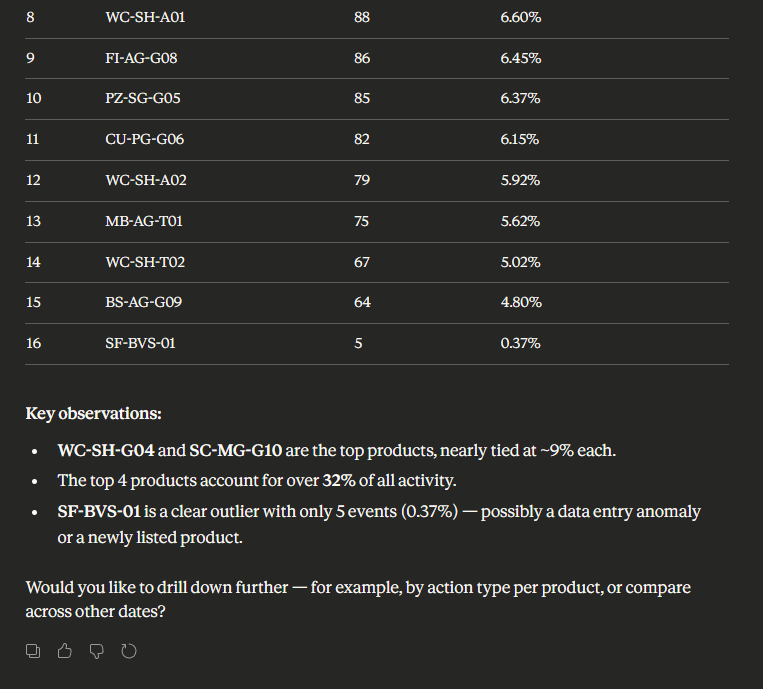 8 WC-SH-A01 88 6.60%
9 FI-AG-G08 86 6.45%
10 PZ-SG-G05 85 6.37%
11 CU-PG-G06 82 6.15%
12 WC-SH-A02 79 5.92%
13 MB-AG-T01 75 5.62%
14 WC-SH-T02 67 5.02%
15 BS-AG-G09 64 4.80%
16 SF-BVS-01 5 0.37%
Key observations:
• WC-SH-G04 and SC-MG-G10 are the top products, nearly tied at ~9% each.
• The top 4 products account for over 32% of all activity.
• SF-BVS-01 is a clear outlier with only 5 events (0.37%) — possibly a data entry anomaly
or a newly listed product.
Would you like to drill down further — for example, by action type per product, or compare
across other dates?